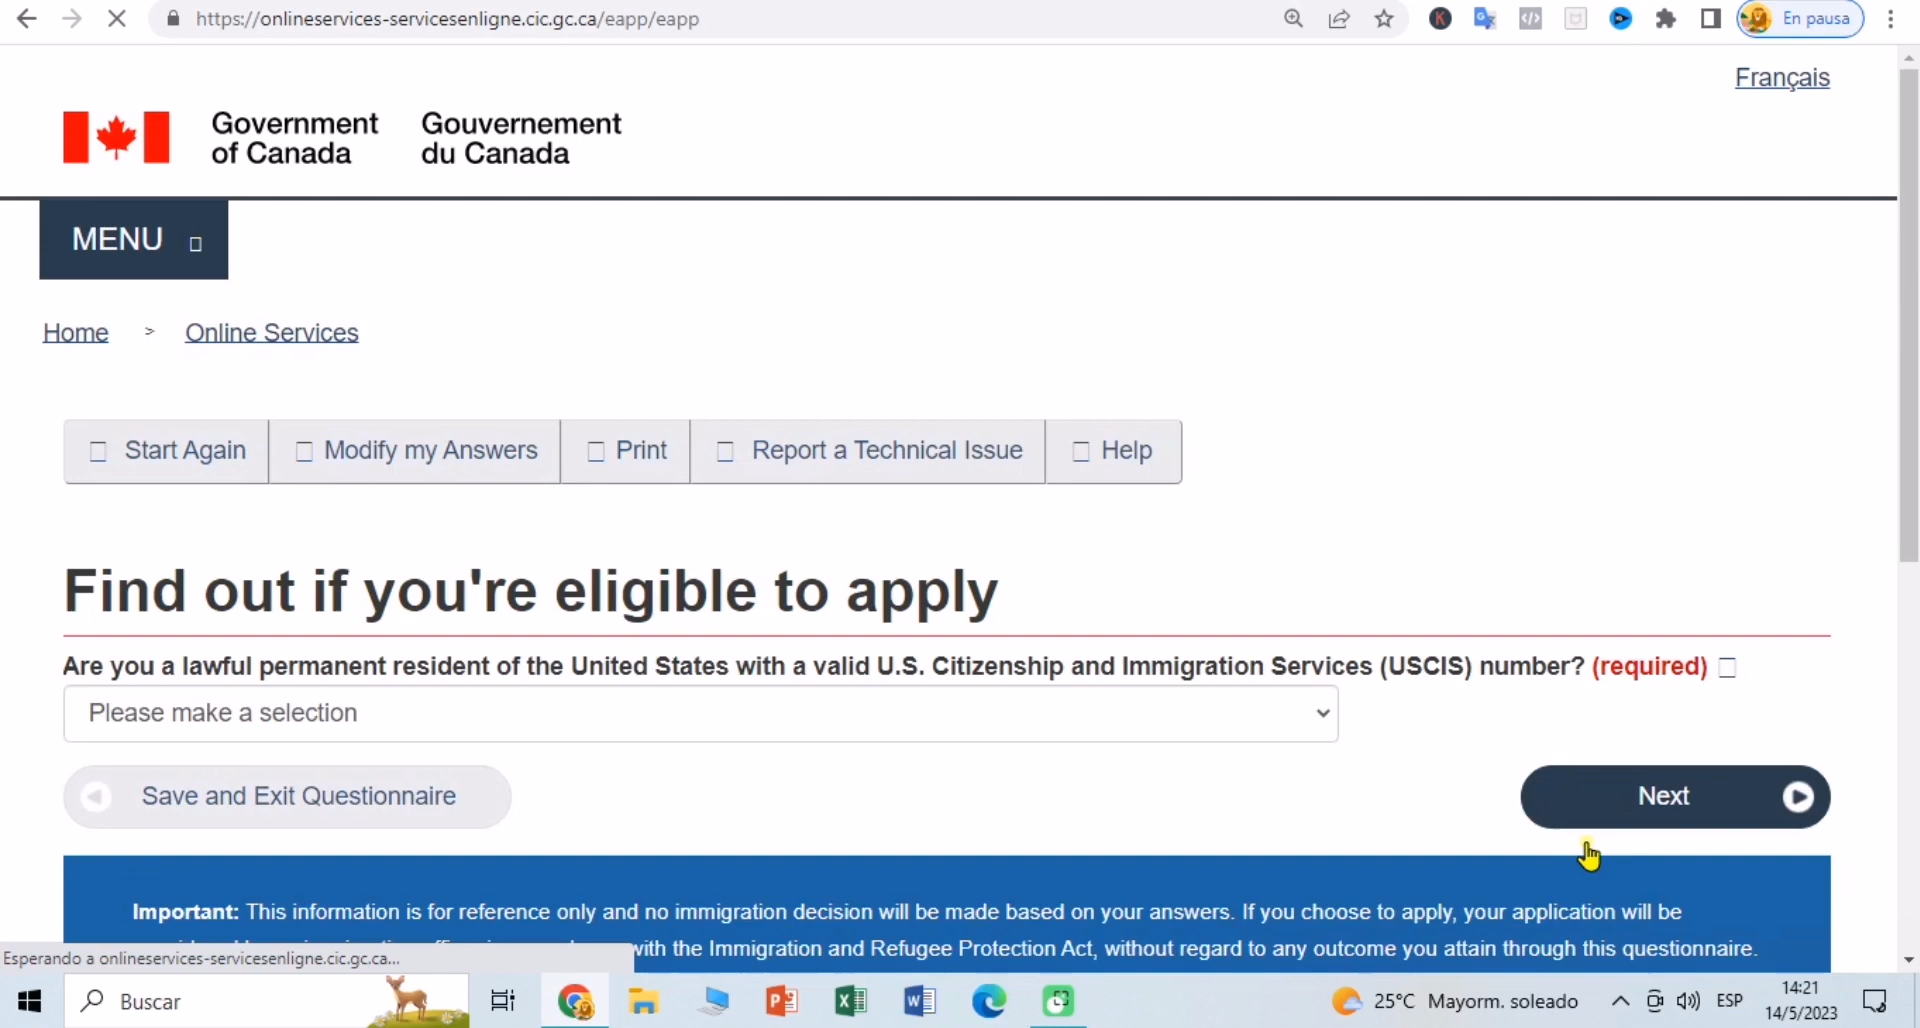 https://onlineservices-servicesenligne.cic.gc.ca/eapp/eapp
En pausa
Français
Government of Canada
Gouvernement du Canada
MENU
Home > Online Services
Start Again
Modify my Answers
Print
Report a Technical Issue
Help
Find out if you're eligible to apply
Are you a lawful permanent resident of the United States with a valid U.S. Citizenship and Immigration Services (USCIS) number? (required)
Please make a selection
Save and Exit Questionnaire
Next
Important: This information is for reference only and no immigration decision will be made based on your answers. If you choose to apply, your application will be
with the Immigration and Refugee Protection Act, without regard to any outcome you attain through this questionnaire.
Esperando a onlineservices-servicesenligne.cic.gc.ca...
Buscar
25°C Mayorm. soleado
ESP
14:21
14/5/2023